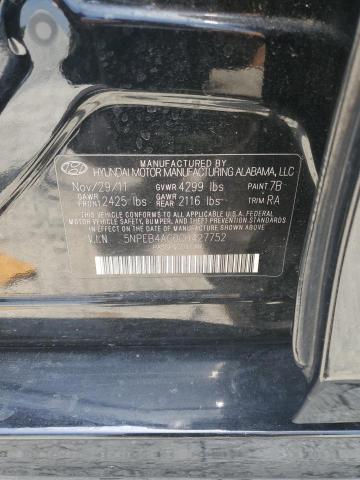 MANUFACTURED BY
HYUNDAI MOTOR MANUFACTURING ALABAMA, LLC
Nov/29/11 GVWR 4299 lbs PAINT 7B
GAWR FRONT 2425 lbs GAWR REAR 2116 lbs TRIM RA
THIS VEHICLE CONFORMS TO ALL APPLICABLE U.S. FEDERAL
MOTOR VEHICLE SAFETY, BUMPER, AND THEFT PREVENTION STANDARDS
IN EFFECT ON THE DATE OF MANUFACTURE SHOWN ABOVE.
V.I.N